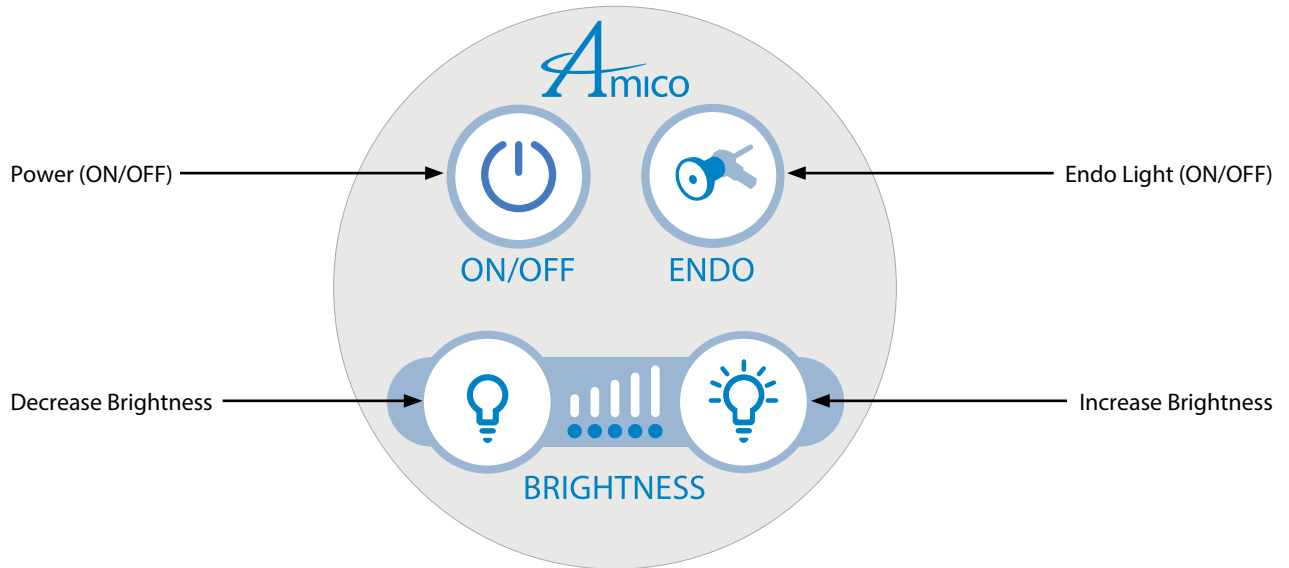 Amico
Power (ON/OFF)
Endo Light (ON/OFF)
ON/OFF
ENDO
Decrease Brightness
Increase Brightness
BRIGHTNESS